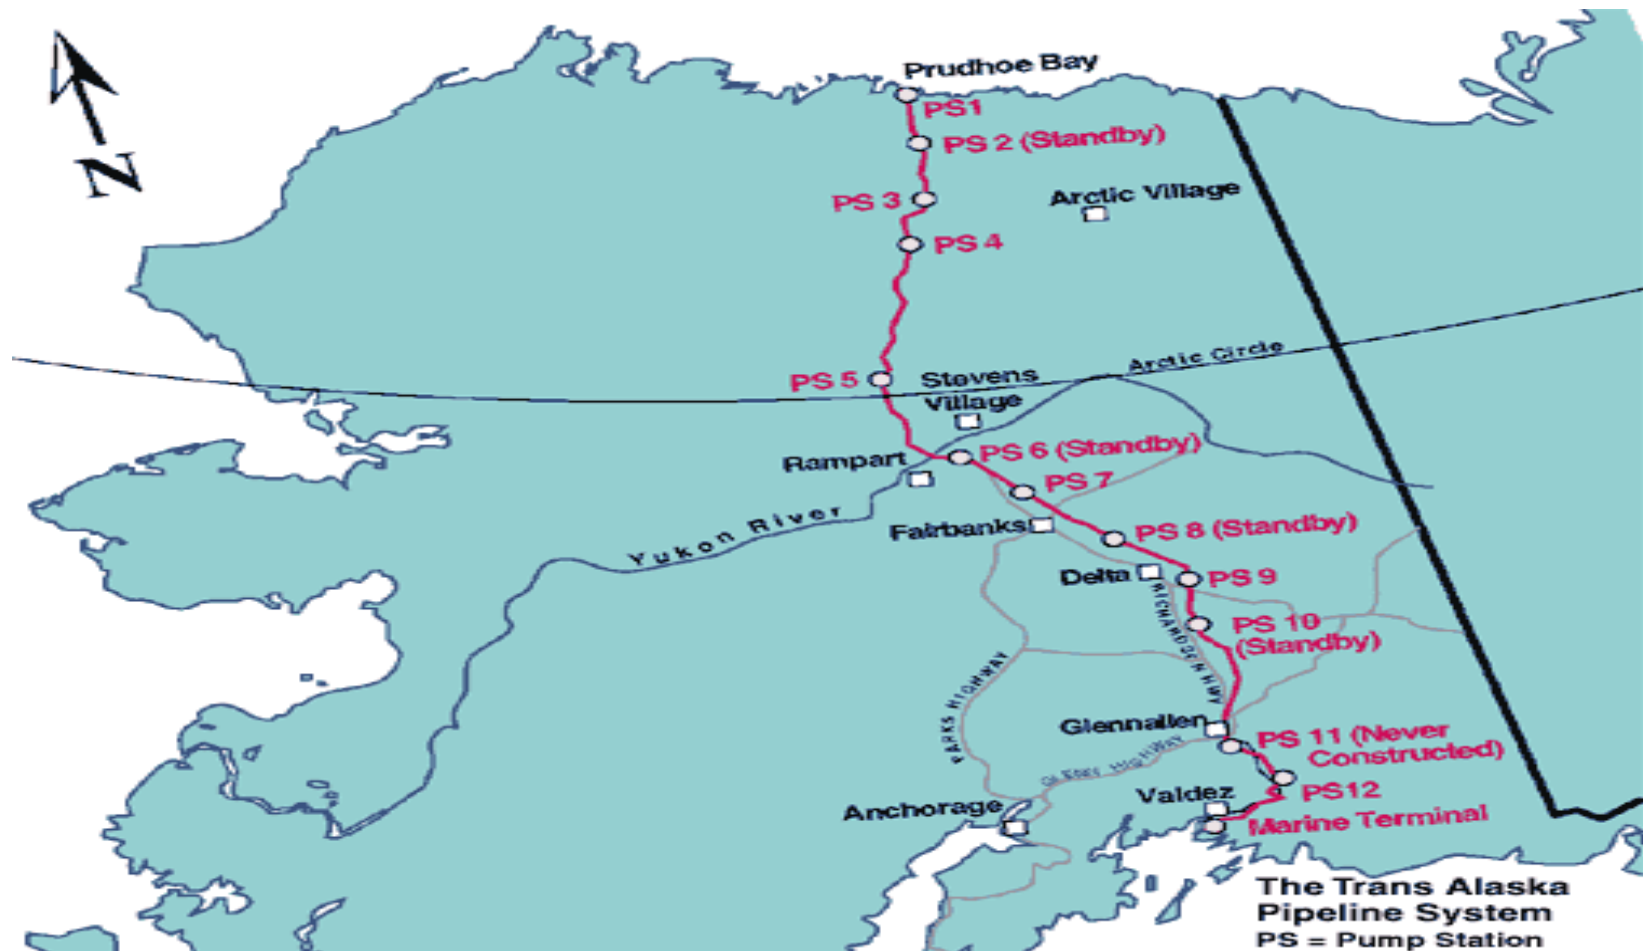 Prudhoe Bay
PS1
PS 2 (Standby)
PS 3
Arctic Village
PS 4
Arctic Circle
PS 5
Stevens
Village
PS 6 (Standby)
Rampart
PS 7
Yukon River
Fairbanks
PS 8 (Standby)
Delta
PS 9
PS 10
(Standby)
PARKS HIGHWAY
HWY
Glennallen
PS 11 (Never
Constructed)
GLENN HIGHWAY
Valdez
PS12
Anchorage
Marine Terminal
The Trans Alaska
Pipeline System
PS = Pump Station
N